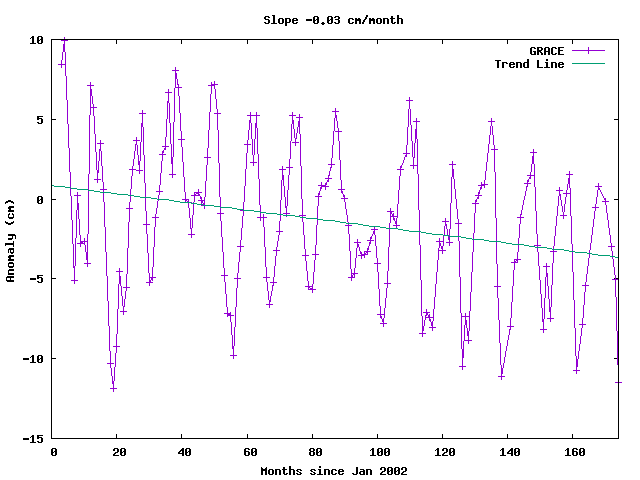 Slope -0.03 cm/month
GRACE
Trend Line
10
5
0
-5
-10
-15
Anomaly (cm)
0 20 40 60 80 100 120 140 160
Months since Jan 2002